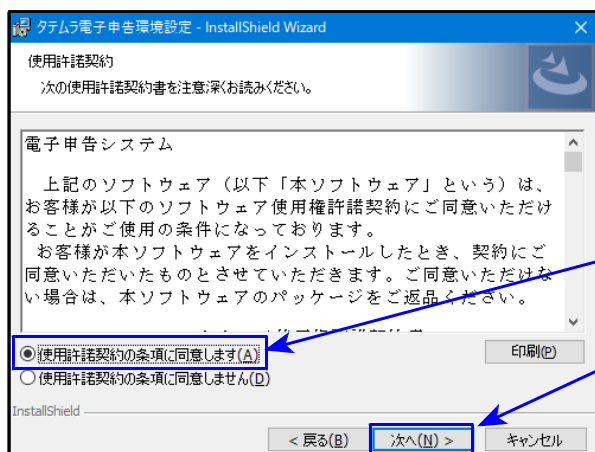 タテムラ電子申告環境設定 - InstallShield Wizard
使用許諾契約
次の使用許諾契約書を注意深くお読みください。
電子申告システム
上記のソフトウェア（以下「本ソフトウェア」という）は、
お客様が以下のソフトウェア使用権許諾契約にご同意いただけ
ることがご使用の条件になっております。
お客様が本ソフトウェアをインストールしたとき、契約にご
同意いただいたものとさせていただきます。ご同意いただけな
い場合は、本ソフトウェアのパッケージをご返品ください。
使用許諾契約の条項に同意します(A)
印刷(P)
使用許諾契約の条項に同意しません(D)
InstallShield
< 戻る(B)
次へ(N) >
キャンセル